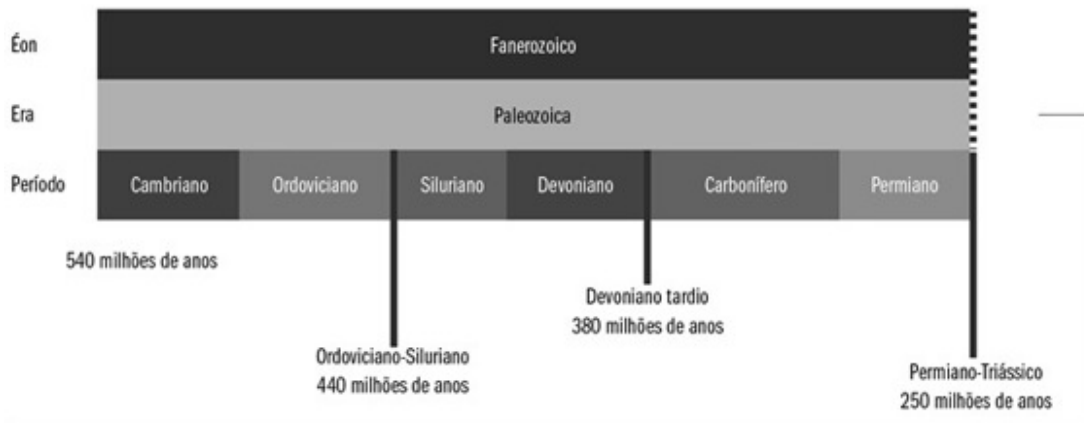 Éon
Fanerozoico
Era
Paleozoica
Período
Cambriano
Ordoviciano
Siluriano
Devoniano
Carbonífero
Permiano
540 milhões de anos
Ordoviciano-Siluriano
440 milhões de anos
Devoniano tardio
380 milhões de anos
Permiano-Triássico
250 milhões de anos